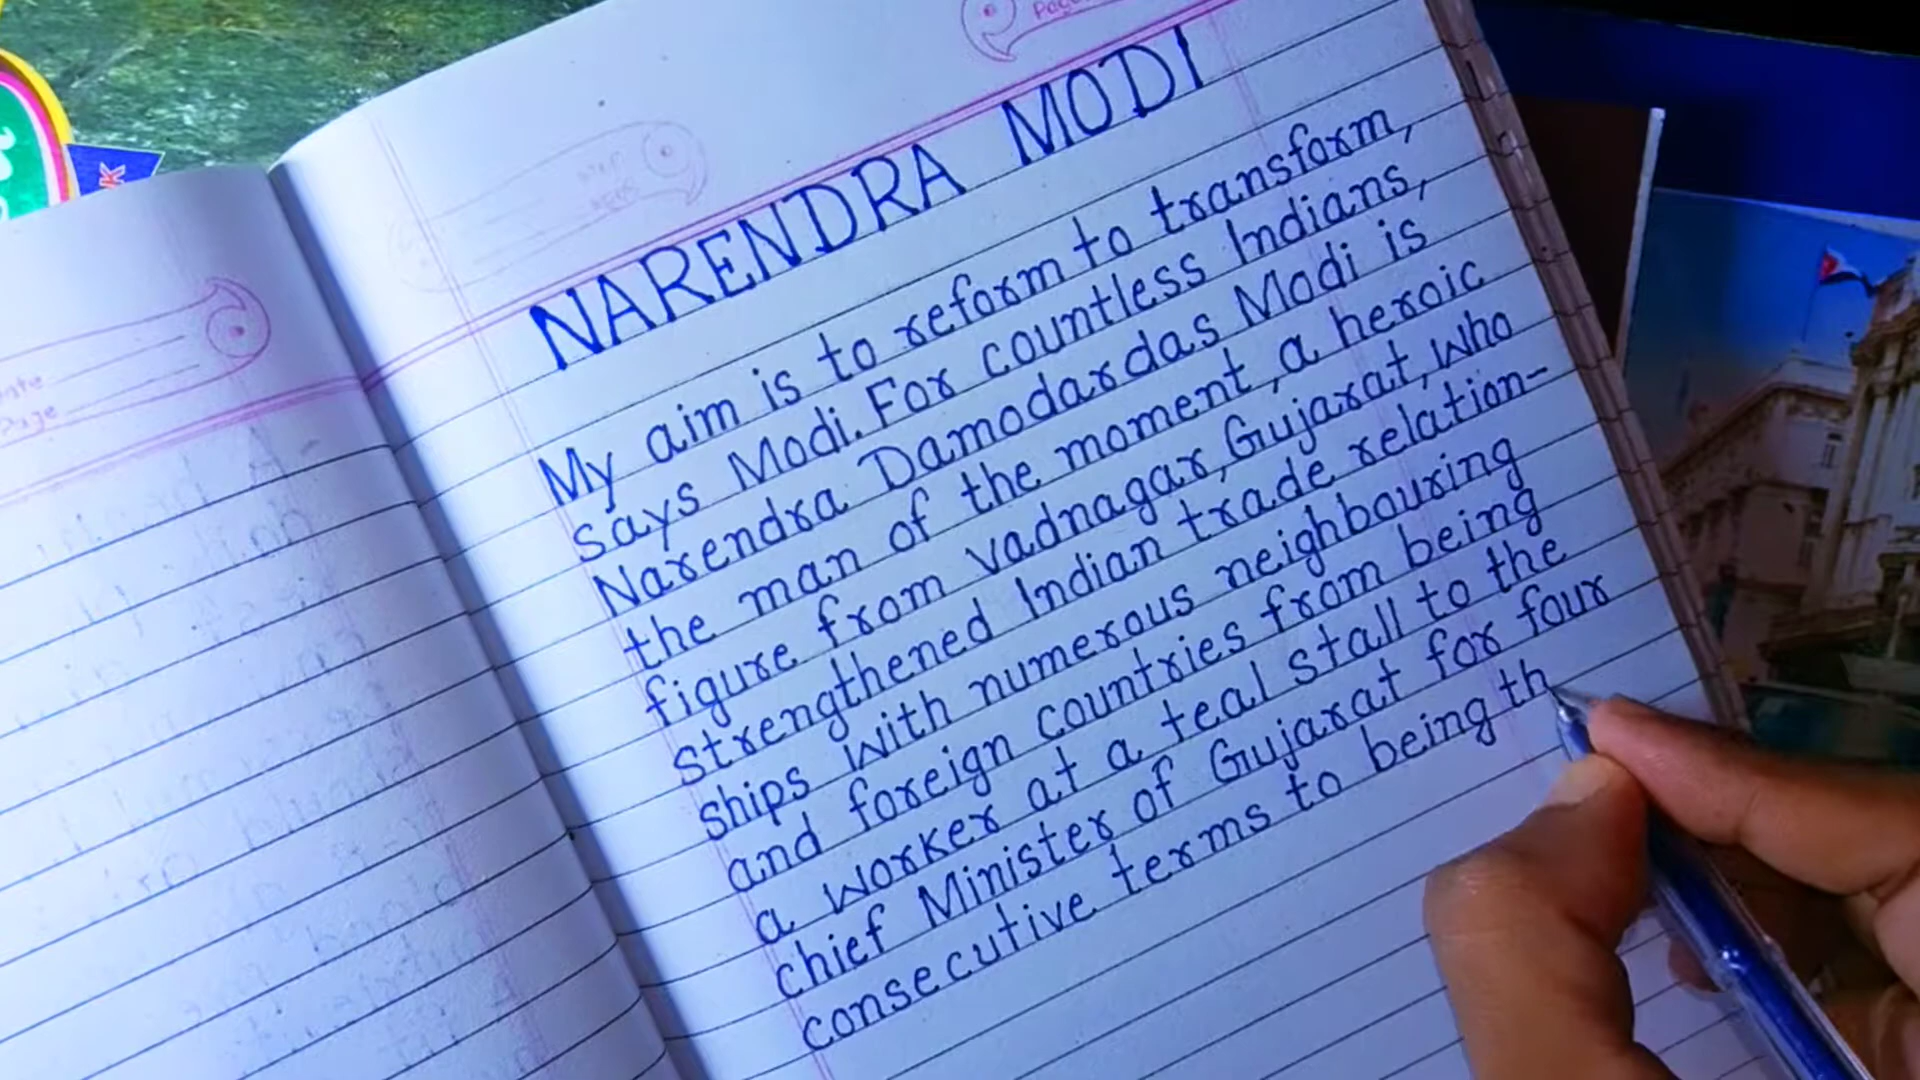 Page
NARENDRA MODI
My aim is to reform to transform,
says Modi. For countless Indians,
Narendra Damodardas Modi is
the man of the moment, a heroic
figure from vadnagar, Gujarat, who
strengthened Indian trade relation-
ships with numerous neighbouring
and foreign countries from being
a worker at a teal stall to the
chief Minister of Gujarat for four
consecutive terms to being th
Page